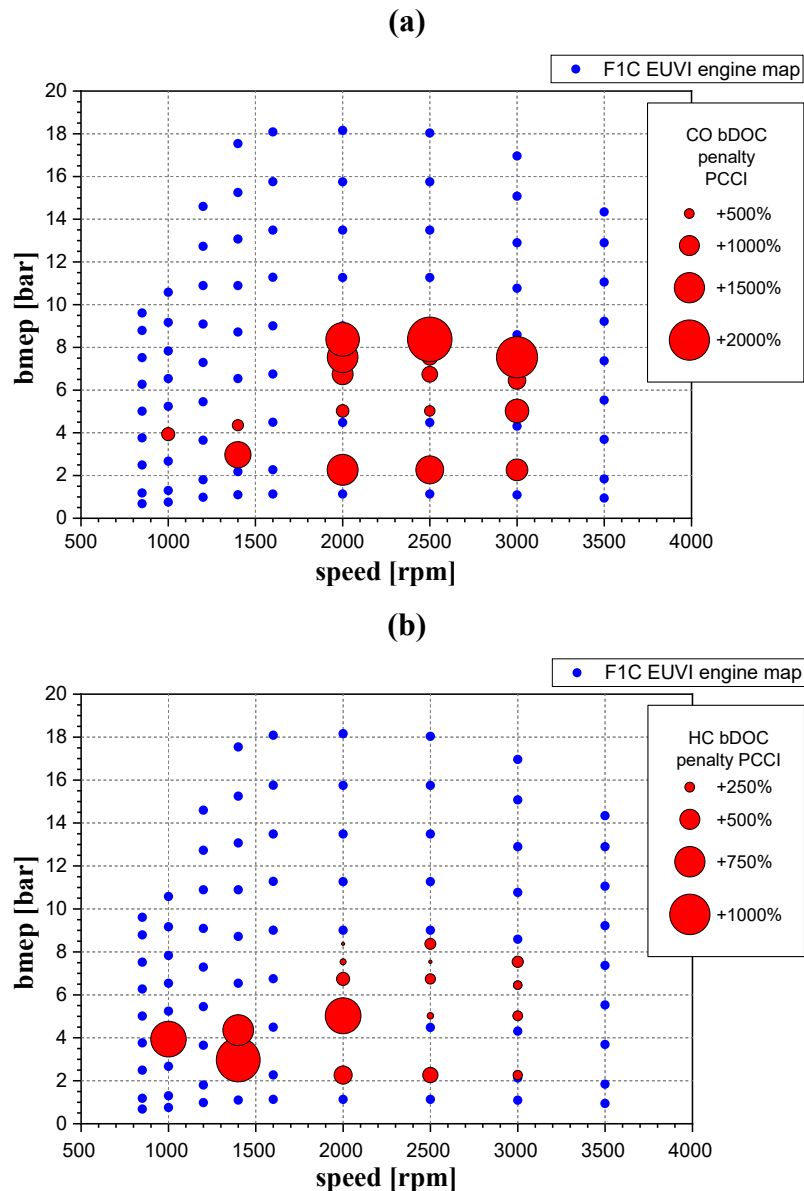 (a)
F1C EUVI engine map
CO bDOC
penalty
PCCI
+500%
+1000%
+1500%
+2000%
20
18
16
14
12
10
8
6
4
2
0
bmep [bar]
500 1000 1500 2000 2500 3000 3500 4000
speed [rpm]
(b)
F1C EUVI engine map
HC bDOC
penalty PCCI
+250%
+500%
+750%
+1000%
20
18
16
14
12
10
8
6
4
2
0
bmep [bar]
500 1000 1500 2000 2500 3000 3500 4000
speed [rpm]